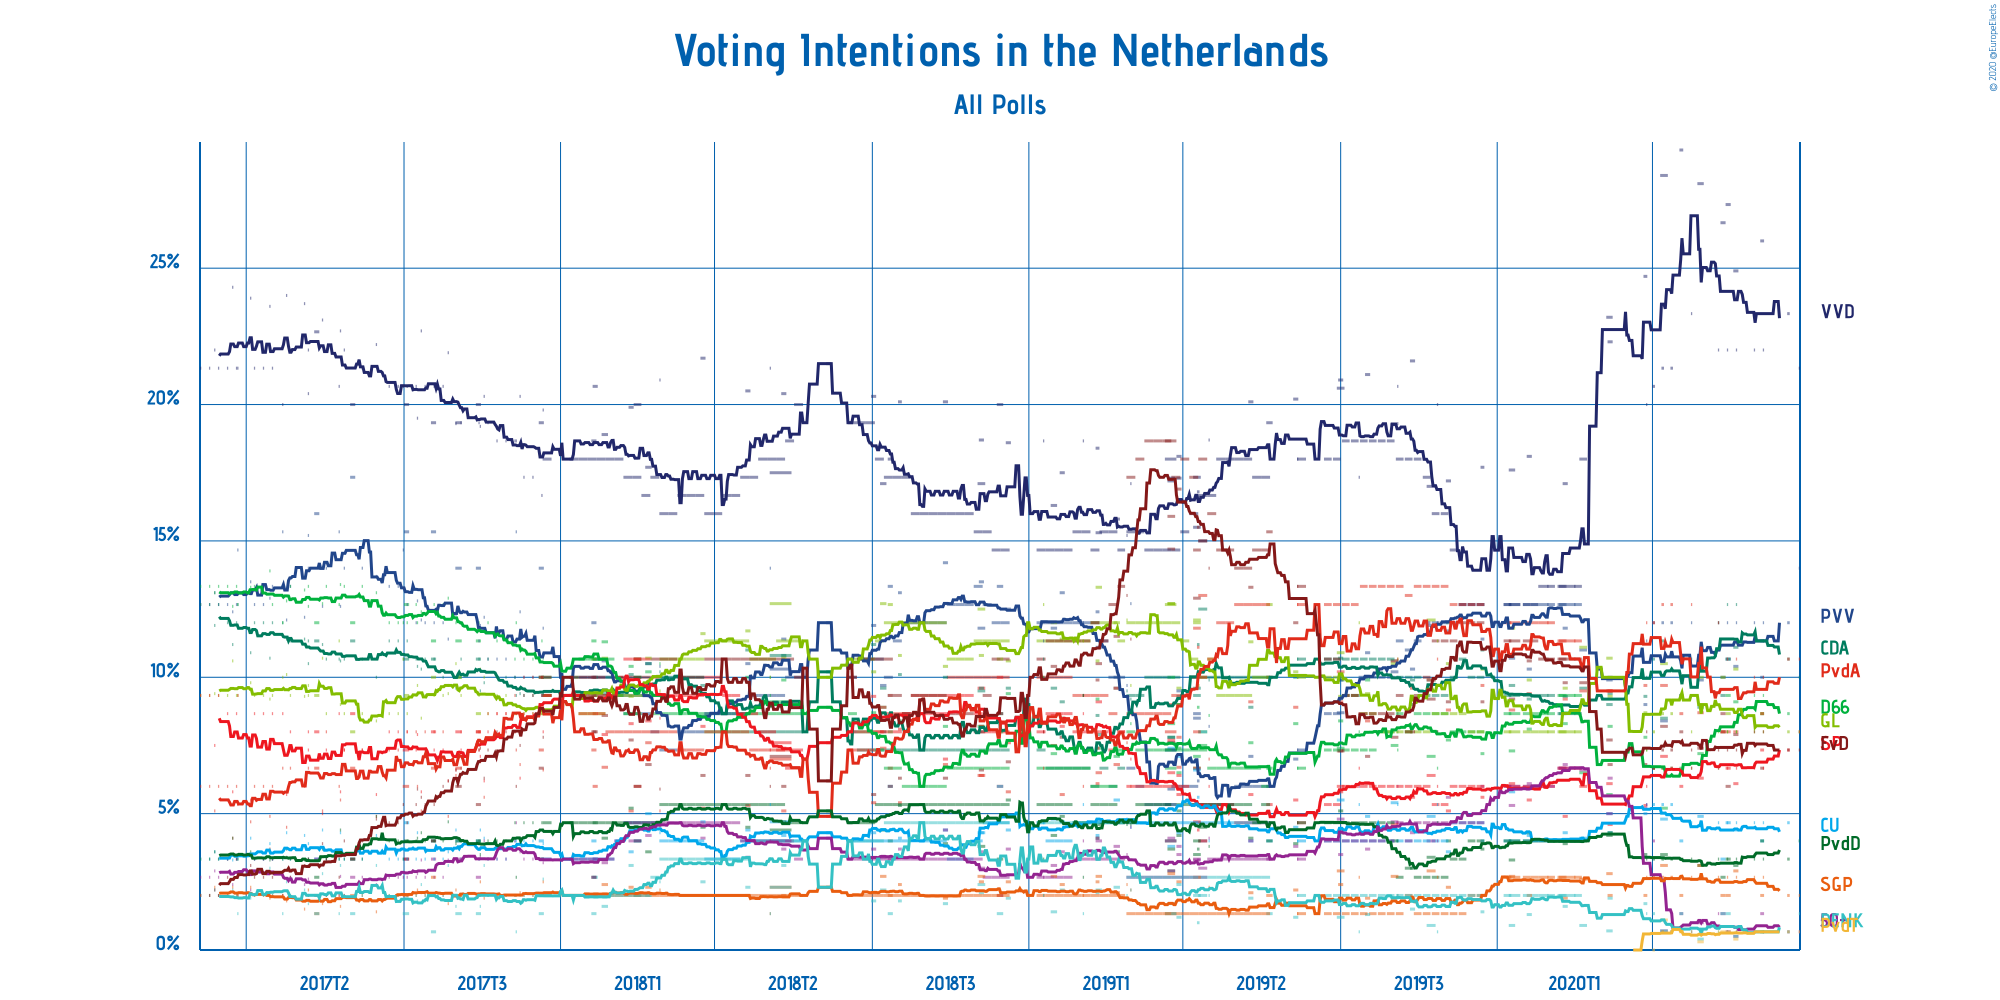 © 2020 @EuropeElects
Voting Intentions in the Netherlands
All Polls
25%
20%
15%
10%
5%
0%
VVD
PVV
CDA
PvdA
D66
GL
FvD
CU
PvdD
SGP
2017T2
2017T3
2018T1
2018T2
2018T3
2019T1
2019T2
2019T3
2020T1